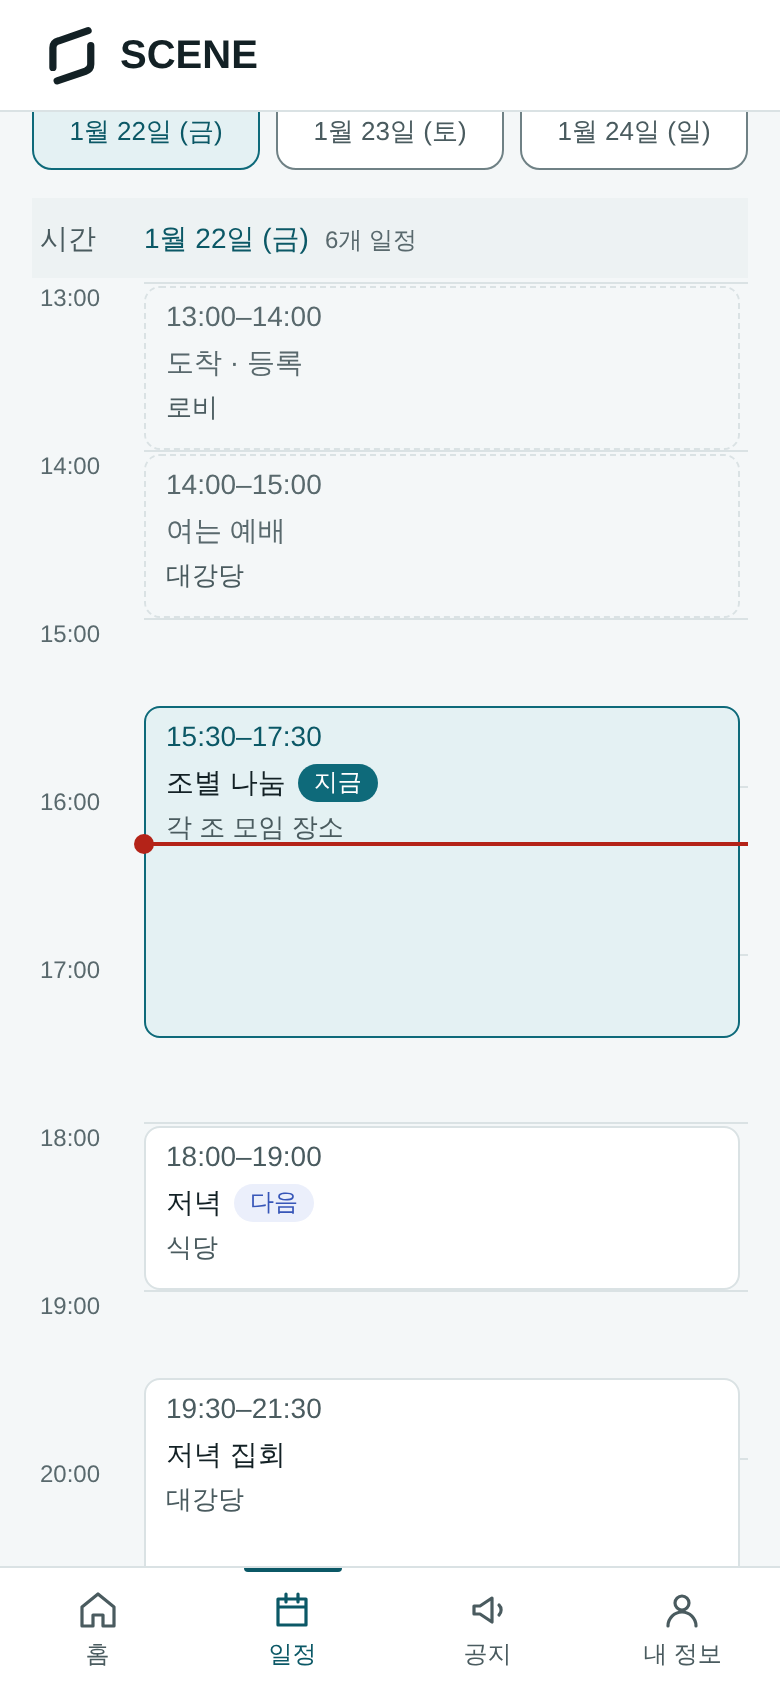 SCENE
1월 22일 (금)
1월 23일 (토)
1월 24일 (일)
시간
1월 22일 (금) 6개 일정
13:00
13:00–14:00
도착 · 등록
로비
14:00
14:00–15:00
여는 예배
대강당
15:00
15:30–17:30
조별 나눔 지금
16:00
각 조 모임 장소
17:00
18:00
18:00–19:00
저녁 다음
식당
19:00
19:30–21:30
저녁 집회
20:00
대강당
홈
일정
공지
내 정보